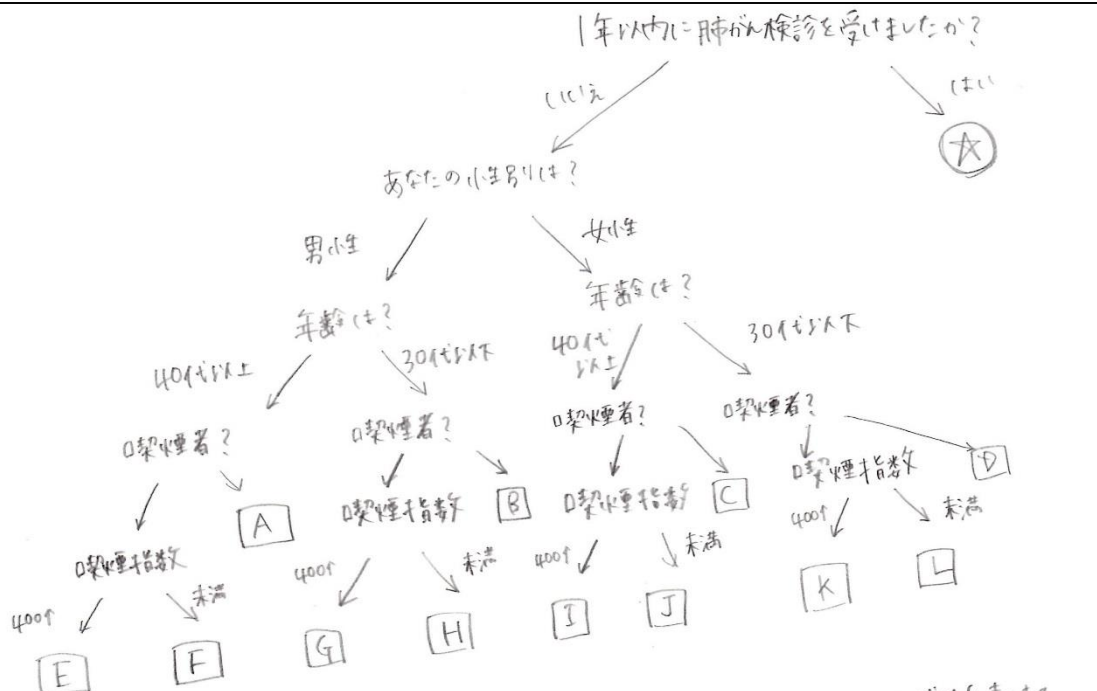 1年以内に肺がん検診を受けましたか?
いいえ
はい
☆
あなたの性別は?
男性
女性
年齢は?
年齢は?
40代以上
30代以下
40代
以上
30代以下
喫煙者?
喫煙者?
喫煙者?
喫煙者?
A
喫煙指数
B
喫煙指数
C
喫煙指数
D
喫煙指数
400↑
未満
400↑
未満
400↑
未満
400↑
未満
E
F
G
H
I
J
K
L